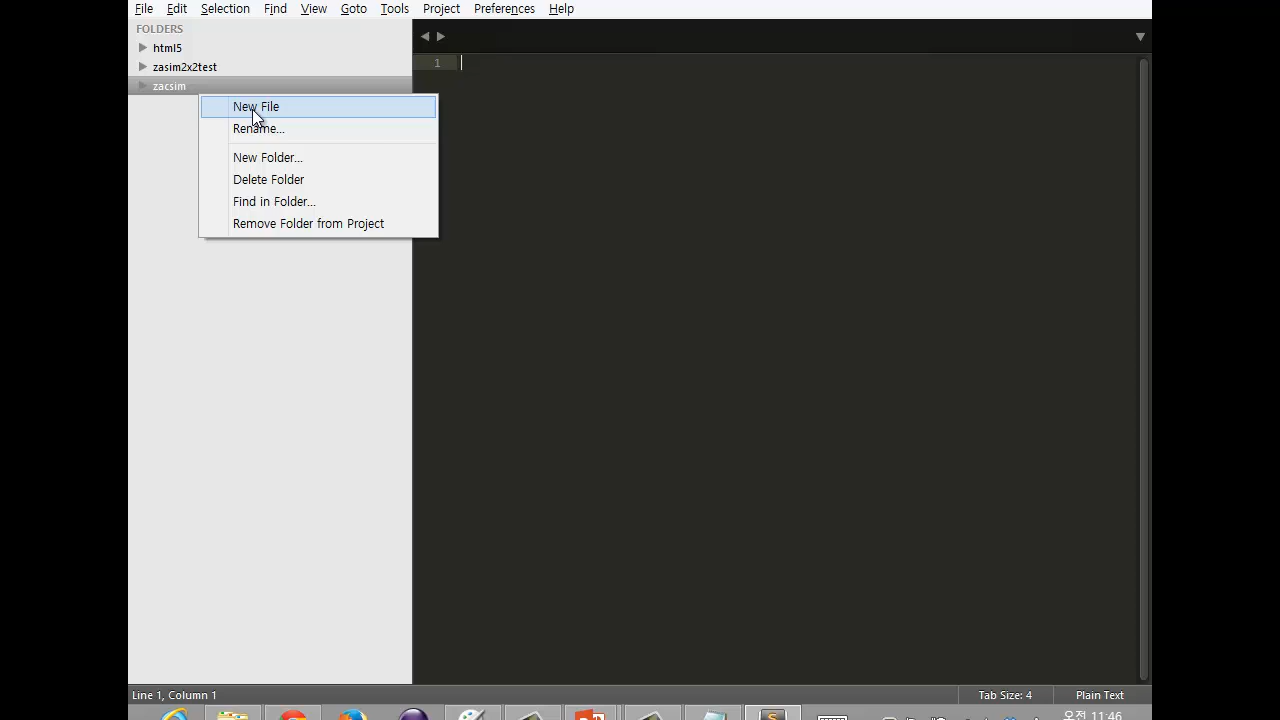 File Edit Selection Find View Goto Tools Project Preferences Help
FOLDERS
html5
zasim2x2test
zacsim
New File
Rename...
New Folder...
Delete Folder
Find in Folder...
Remove Folder from Project
1
Line 1, Column 1 Tab Size: 4 Plain Text
오전 11:46